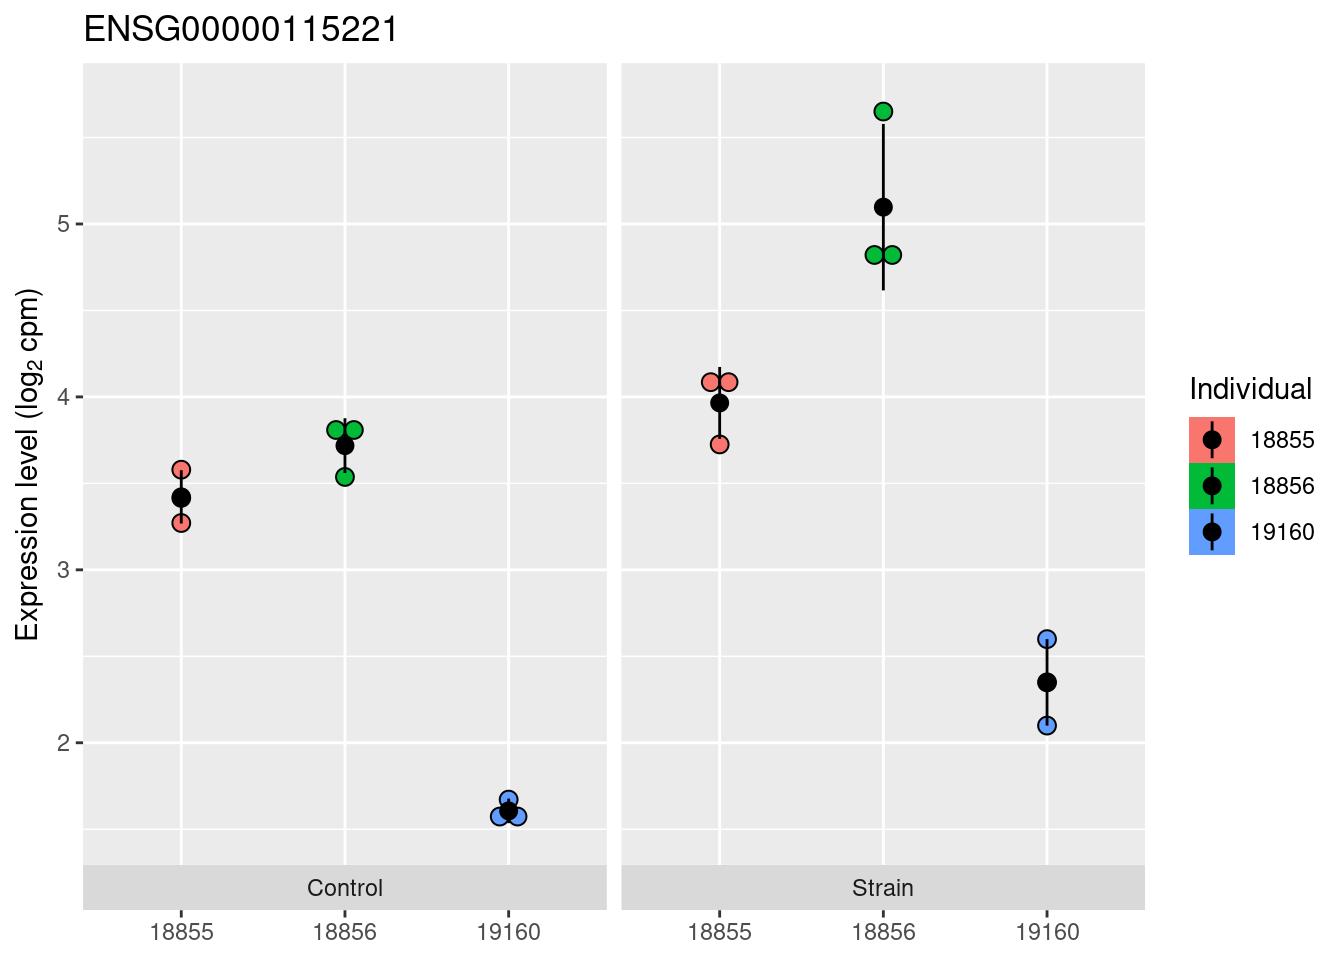 ENSG00000115221
Expression level (log₂ cpm)
5
4
3
2
Control
Strain
18855
18856
19160
18855
18856
19160
Individual
18855
18856
19160